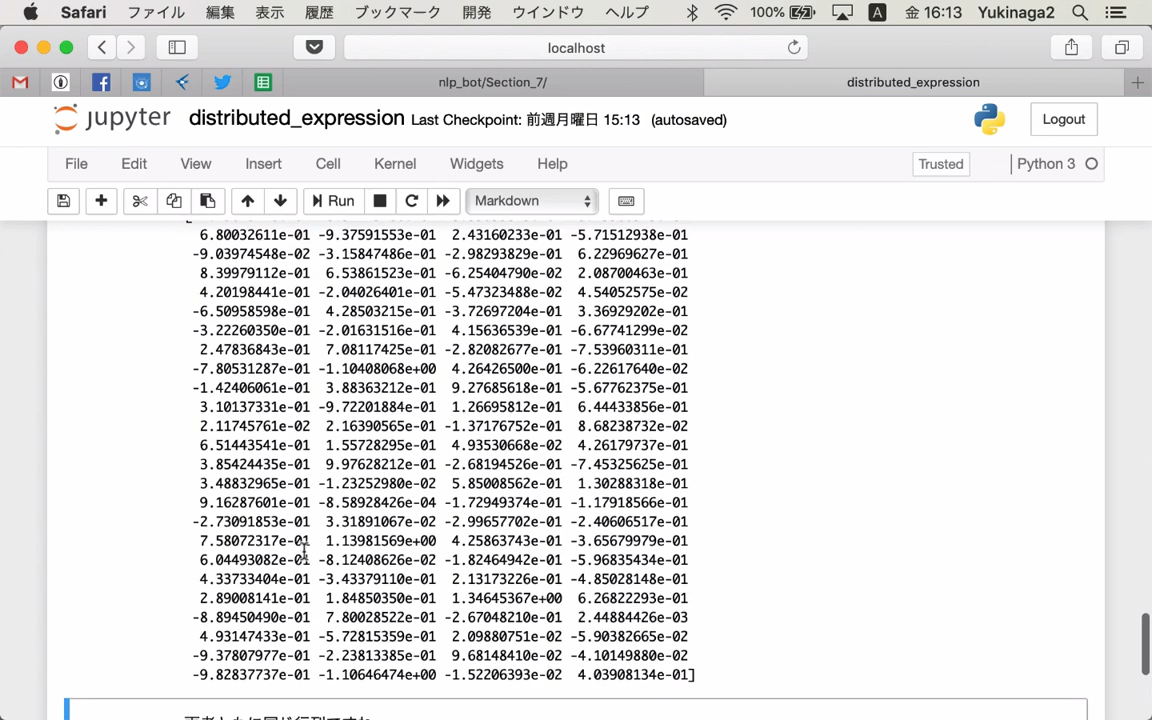 Safari ファイル 編集 表示 履歴 ブックマーク 開発 ウインドウ ヘルプ 100% A 金 16:13 Yukinaga2
localhost
nlp_bot/Section_7/ distributed_expression
jupyter distributed_expression Last Checkpoint: 前週月曜日 15:13 (autosaved) Logout
File Edit View Insert Cell Kernel Widgets Help Trusted Python 3
Run Markdown
6.80032611e-01 -9.37591553e-01 2.43160233e-01 -5.71512938e-01
-9.03974548e-02 -3.15847486e-01 -2.98293829e-01 6.22969627e-01
8.39979112e-01 6.53861523e-01 -6.25404790e-02 2.08700463e-01
4.20198441e-01 -2.04026401e-01 -5.47323488e-02 4.54052575e-02
-6.50958598e-01 4.28503215e-01 -3.72697204e-01 3.36929202e-01
-3.22260350e-01 -2.01631516e-01 4.15636539e-01 -6.67741299e-02
2.47836843e-01 7.08117425e-01 -2.82082677e-01 -7.53960311e-01
-7.80531287e-01 -1.10408068e+00 4.26426500e-01 -6.22617640e-02
-1.42406061e-01 3.88363212e-01 9.27685618e-01 -5.67762375e-01
3.10137331e-01 -9.72201884e-01 1.26695812e-01 6.44433856e-01
2.11745761e-02 2.16390565e-01 -1.37176752e-01 8.68238732e-02
6.51443541e-01 1.55728295e-01 4.93530668e-02 4.26179737e-01
3.85424435e-01 9.97628212e-01 -2.68194526e-01 -7.45325625e-01
3.48832965e-01 -1.23252980e-02 5.85008562e-01 1.30288318e-01
9.16287601e-01 -8.58928426e-04 -1.72949374e-01 -1.17918566e-01
-2.73091853e-01 3.31891067e-02 -2.99657702e-01 -2.40606517e-01
7.58072317e-01 1.13981569e+00 4.25863743e-01 -3.65679979e-01
6.04493082e-01 -8.12408626e-02 -1.82464942e-01 -5.96835434e-01
4.33733404e-01 -3.43379110e-01 2.13173226e-01 -4.85028148e-01
2.89008141e-01 1.84850350e-01 1.34645367e+00 6.26822293e-01
-8.89450490e-01 7.80028522e-01 -2.67048210e-01 2.44884426e-03
4.93147433e-01 -5.72815359e-01 2.09880751e-02 -5.90382665e-02
-9.37807977e-01 -2.23813385e-01 9.68148410e-02 -4.10149880e-02
-9.82837737e-01 -1.10646474e+00 -1.52206393e-02 4.03908134e-01]